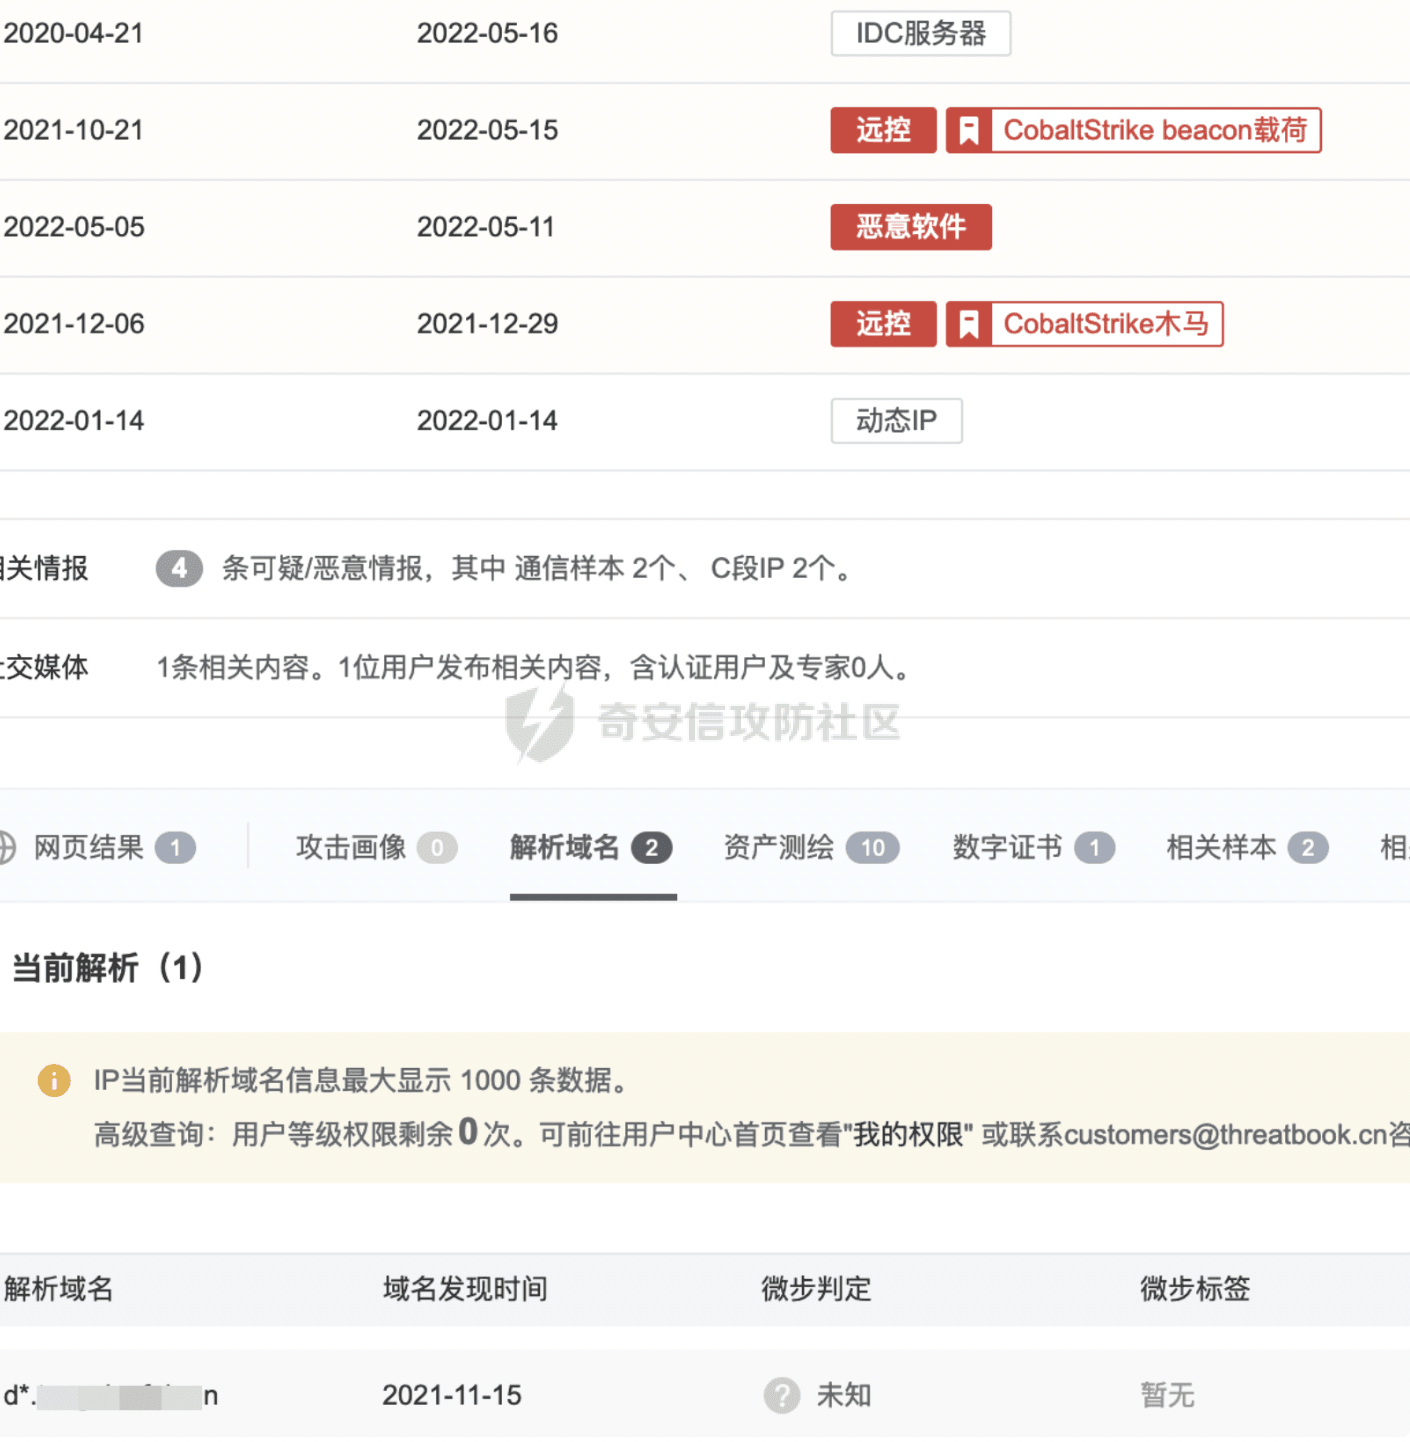 2020-04-21 2022-05-16 IDC服务器
2021-10-21 2022-05-15 远控 CobaltStrike beacon载荷
2022-05-05 2022-05-11 恶意软件
2021-12-06 2021-12-29 远控 CobaltStrike木马
2022-01-14 2022-01-14 动态IP
关情报 4 条可疑/恶意情报，其中 通信样本 2个、 C段IP 2个。
交媒体 1条相关内容。1位用户发布相关内容，含认证用户及专家0人。
奇安信攻防社区
网页结果 1 攻击画像 0 解析域名 2 资产测绘 10 数字证书 1 相关样本 2 相
当前解析（1）
IP当前解析域名信息最大显示 1000 条数据。
高级查询：用户等级权限剩余 0 次。可前往用户中心首页查看"我的权限" 或联系customers@threatbook.cn咨
解析域名 域名发现时间 微步判定 微步标签
d*. n 2021-11-15 ? 未知 暂无